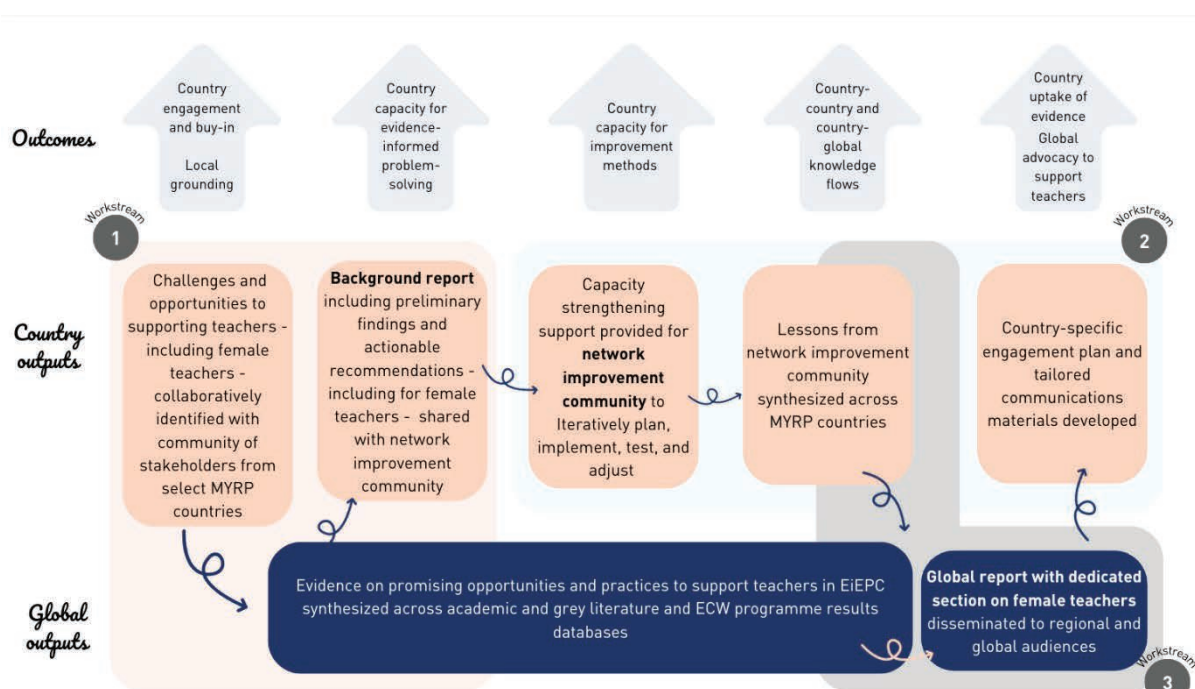 Outcomes
Country
engagement
and buy-in
Local
grounding
Country
capacity for
evidence-
informed
problem-
solving
Country
capacity for
improvement
methods
Country-
country and
country-
global
knowledge
flows
Country
uptake of
evidence
Global
advocacy to
support
teachers
Workstream
1
Workstream
2
Country
outputs
Challenges and
opportunities to
supporting teachers -
including female
teachers -
collaboratively
identified with
community of
stakeholders from
select MYRP
countries
Background report
including preliminary
findings and
actionable
recommendations -
including for female
teachers - shared
with network
improvement
community
Capacity
strengthening
support provided for
network
improvement
community to
Iteratively plan,
implement, test, and
adjust
Lessons from
network improvement
community
synthesized across
MYRP countries
Country-specific
engagement plan and
tailored
communications
materials developed
Global
outputs
Evidence on promising opportunities and practices to support teachers in EiEPC
synthesized across academic and grey literature and ECW programme results
databases
Global report with dedicated
section on female teachers
disseminated to regional and
global audiences
Workstream
3